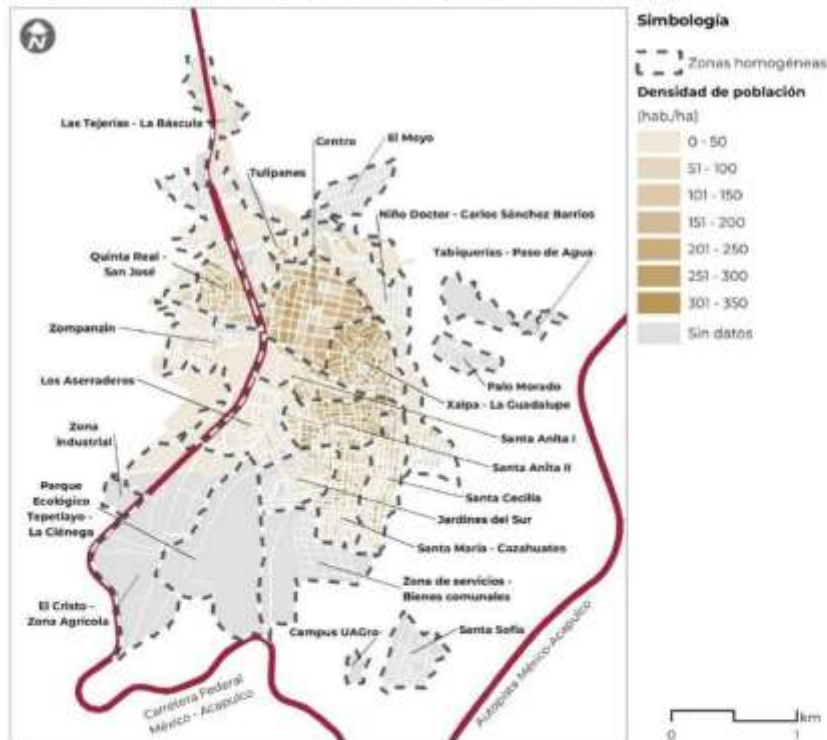 N
Las Tejerías - La Báscula
Centro
El Moyo
Tulipanes
Niño Doctor - Carlos Sánchez Barrios
Tabiquerías - Paso de Agua
Quinta Real -
San José
Zompanzin
Palo Morado
Los Aserraderos
Xalpa - La Guadalupe
Santa Anita I
Zona
Industrial
Santa Anita II
Parque
Ecológico
Tepetlayo -
La Ciénega
Santa Cecilia
Jardines del Sur
Santa María - Cazahuates
Zona de servicios -
Bienes comunales
El Cristo -
Zona Agrícola
Campus UAGro
Santa Sofía
Carretera Federal
México - Acapulco
Autopista México-Acapulco
Simbología
Zonas homogéneas
Densidad de población
(hab./ha)
0 - 50
51 - 100
101 - 150
151 - 200
201 - 250
251 - 300
301 - 350
Sin datos
km
0 1